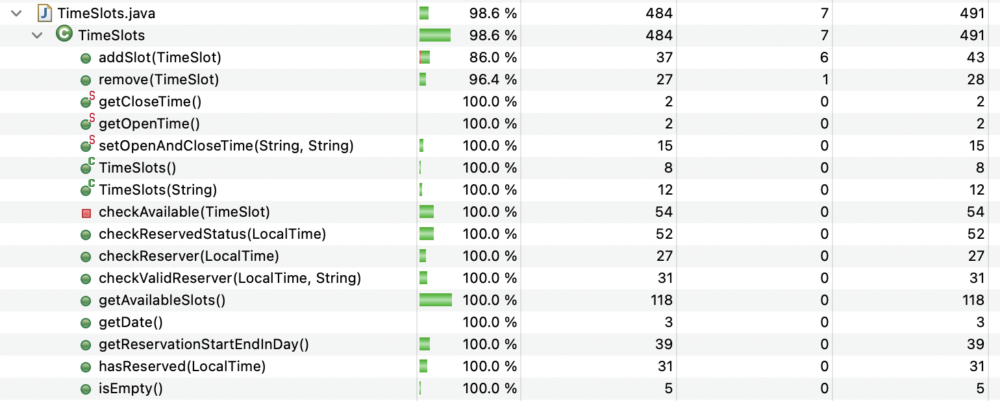 J TimeSlots.java 98.6 % 484 7 491
C TimeSlots 98.6 % 484 7 491
addSlot(TimeSlot) 86.0 % 37 6 43
remove(TimeSlot) 96.4 % 27 1 28
S getCloseTime() 100.0 % 2 0 2
S getOpenTime() 100.0 % 2 0 2
S setOpenAndCloseTime(String, String) 100.0 % 15 0 15
C TimeSlots() 100.0 % 8 0 8
C TimeSlots(String) 100.0 % 12 0 12
checkAvailable(TimeSlot) 100.0 % 54 0 54
checkReservedStatus(LocalTime) 100.0 % 52 0 52
checkReserver(LocalTime) 100.0 % 27 0 27
checkValidReserver(LocalTime, String) 100.0 % 31 0 31
getAvailableSlots() 100.0 % 118 0 118
getDate() 100.0 % 3 0 3
getReservationStartEndInDay() 100.0 % 39 0 39
hasReserved(LocalTime) 100.0 % 31 0 31
isEmpty() 100.0 % 5 0 5